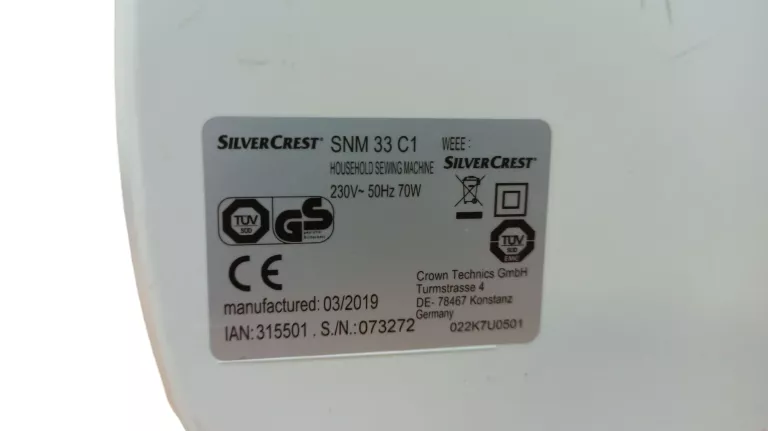 SILVERCREST® SNM 33 C1 WEEE :
HOUSEHOLD SEWING MACHINE SILVERCREST®
230V~ 50Hz 70W
TÜV
SÜD
GS
TÜV
SÜD
EMC
CE
Crown Technics GmbH
Turmstrasse 4
DE- 78467 Konstanz
Germany
manufactured: 03/2019
IAN: 315501 . S./N.:073272 022K7U0501